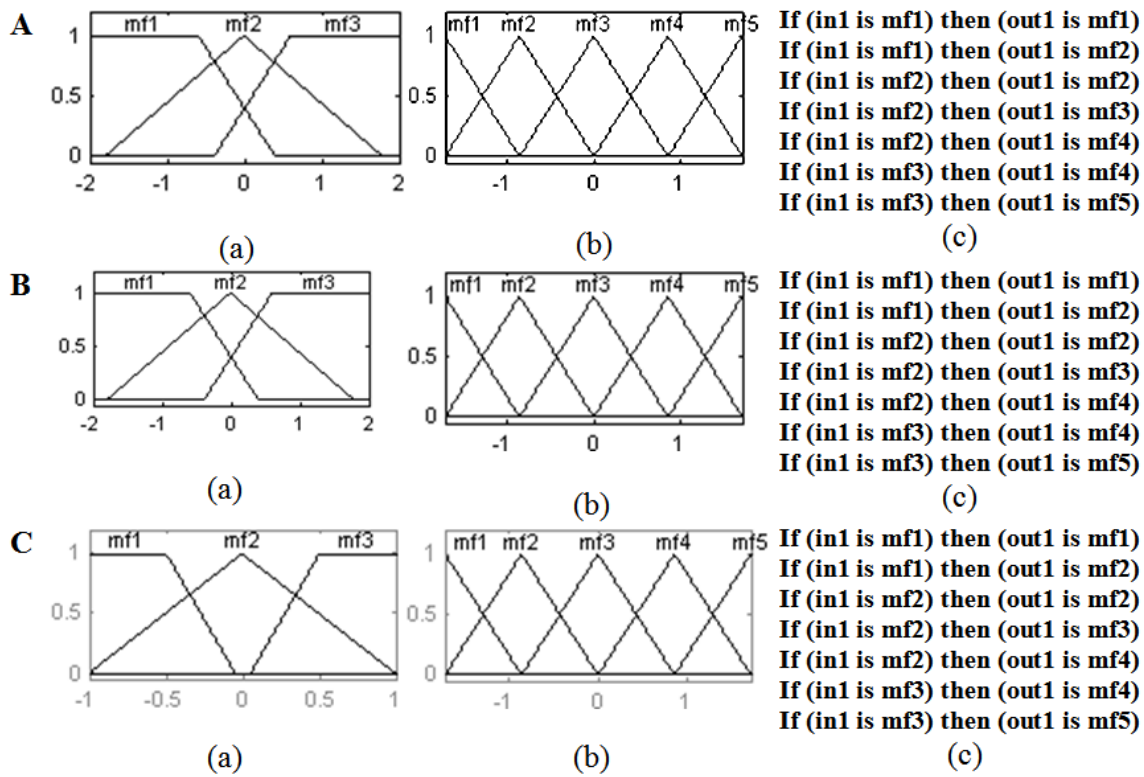 A
mf1 mf2 mf3
1
0.5
0
-2 -1 0 1 2
(a)
mf1 mf2 mf3 mf4 mf5
1
0.5
0
-1 0 1
(b)
If (in1 is mf1) then (out1 is mf1)
If (in1 is mf1) then (out1 is mf2)
If (in1 is mf2) then (out1 is mf2)
If (in1 is mf2) then (out1 is mf3)
If (in1 is mf2) then (out1 is mf4)
If (in1 is mf3) then (out1 is mf4)
If (in1 is mf3) then (out1 is mf5)
(c)
B
mf1 mf2 mf3
1
0.5
0
-2 -1 0 1 2
(a)
mf1 mf2 mf3 mf4 mf5
1
0.5
0
-1 0 1
(b)
If (in1 is mf1) then (out1 is mf1)
If (in1 is mf1) then (out1 is mf2)
If (in1 is mf2) then (out1 is mf2)
If (in1 is mf2) then (out1 is mf3)
If (in1 is mf2) then (out1 is mf4)
If (in1 is mf3) then (out1 is mf4)
If (in1 is mf3) then (out1 is mf5)
(c)
C
mf1 mf2 mf3
1
0.5
0
-1 -0.5 0 0.5 1
(a)
mf1 mf2 mf3 mf4 mf5
1
0.5
0
-1 0 1
(b)
If (in1 is mf1) then (out1 is mf1)
If (in1 is mf1) then (out1 is mf2)
If (in1 is mf2) then (out1 is mf2)
If (in1 is mf2) then (out1 is mf3)
If (in1 is mf2) then (out1 is mf4)
If (in1 is mf3) then (out1 is mf4)
If (in1 is mf3) then (out1 is mf5)
(c)